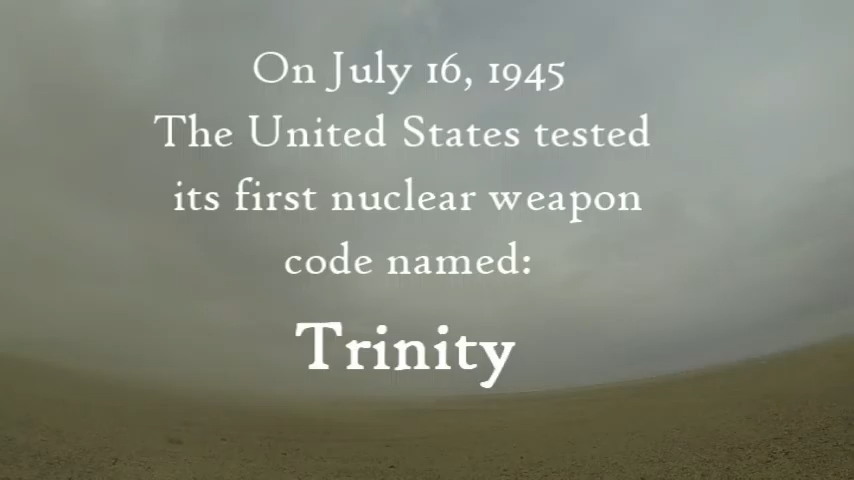 On July 16, 1945
The United States tested
its first nuclear weapon
code named:
Trinity